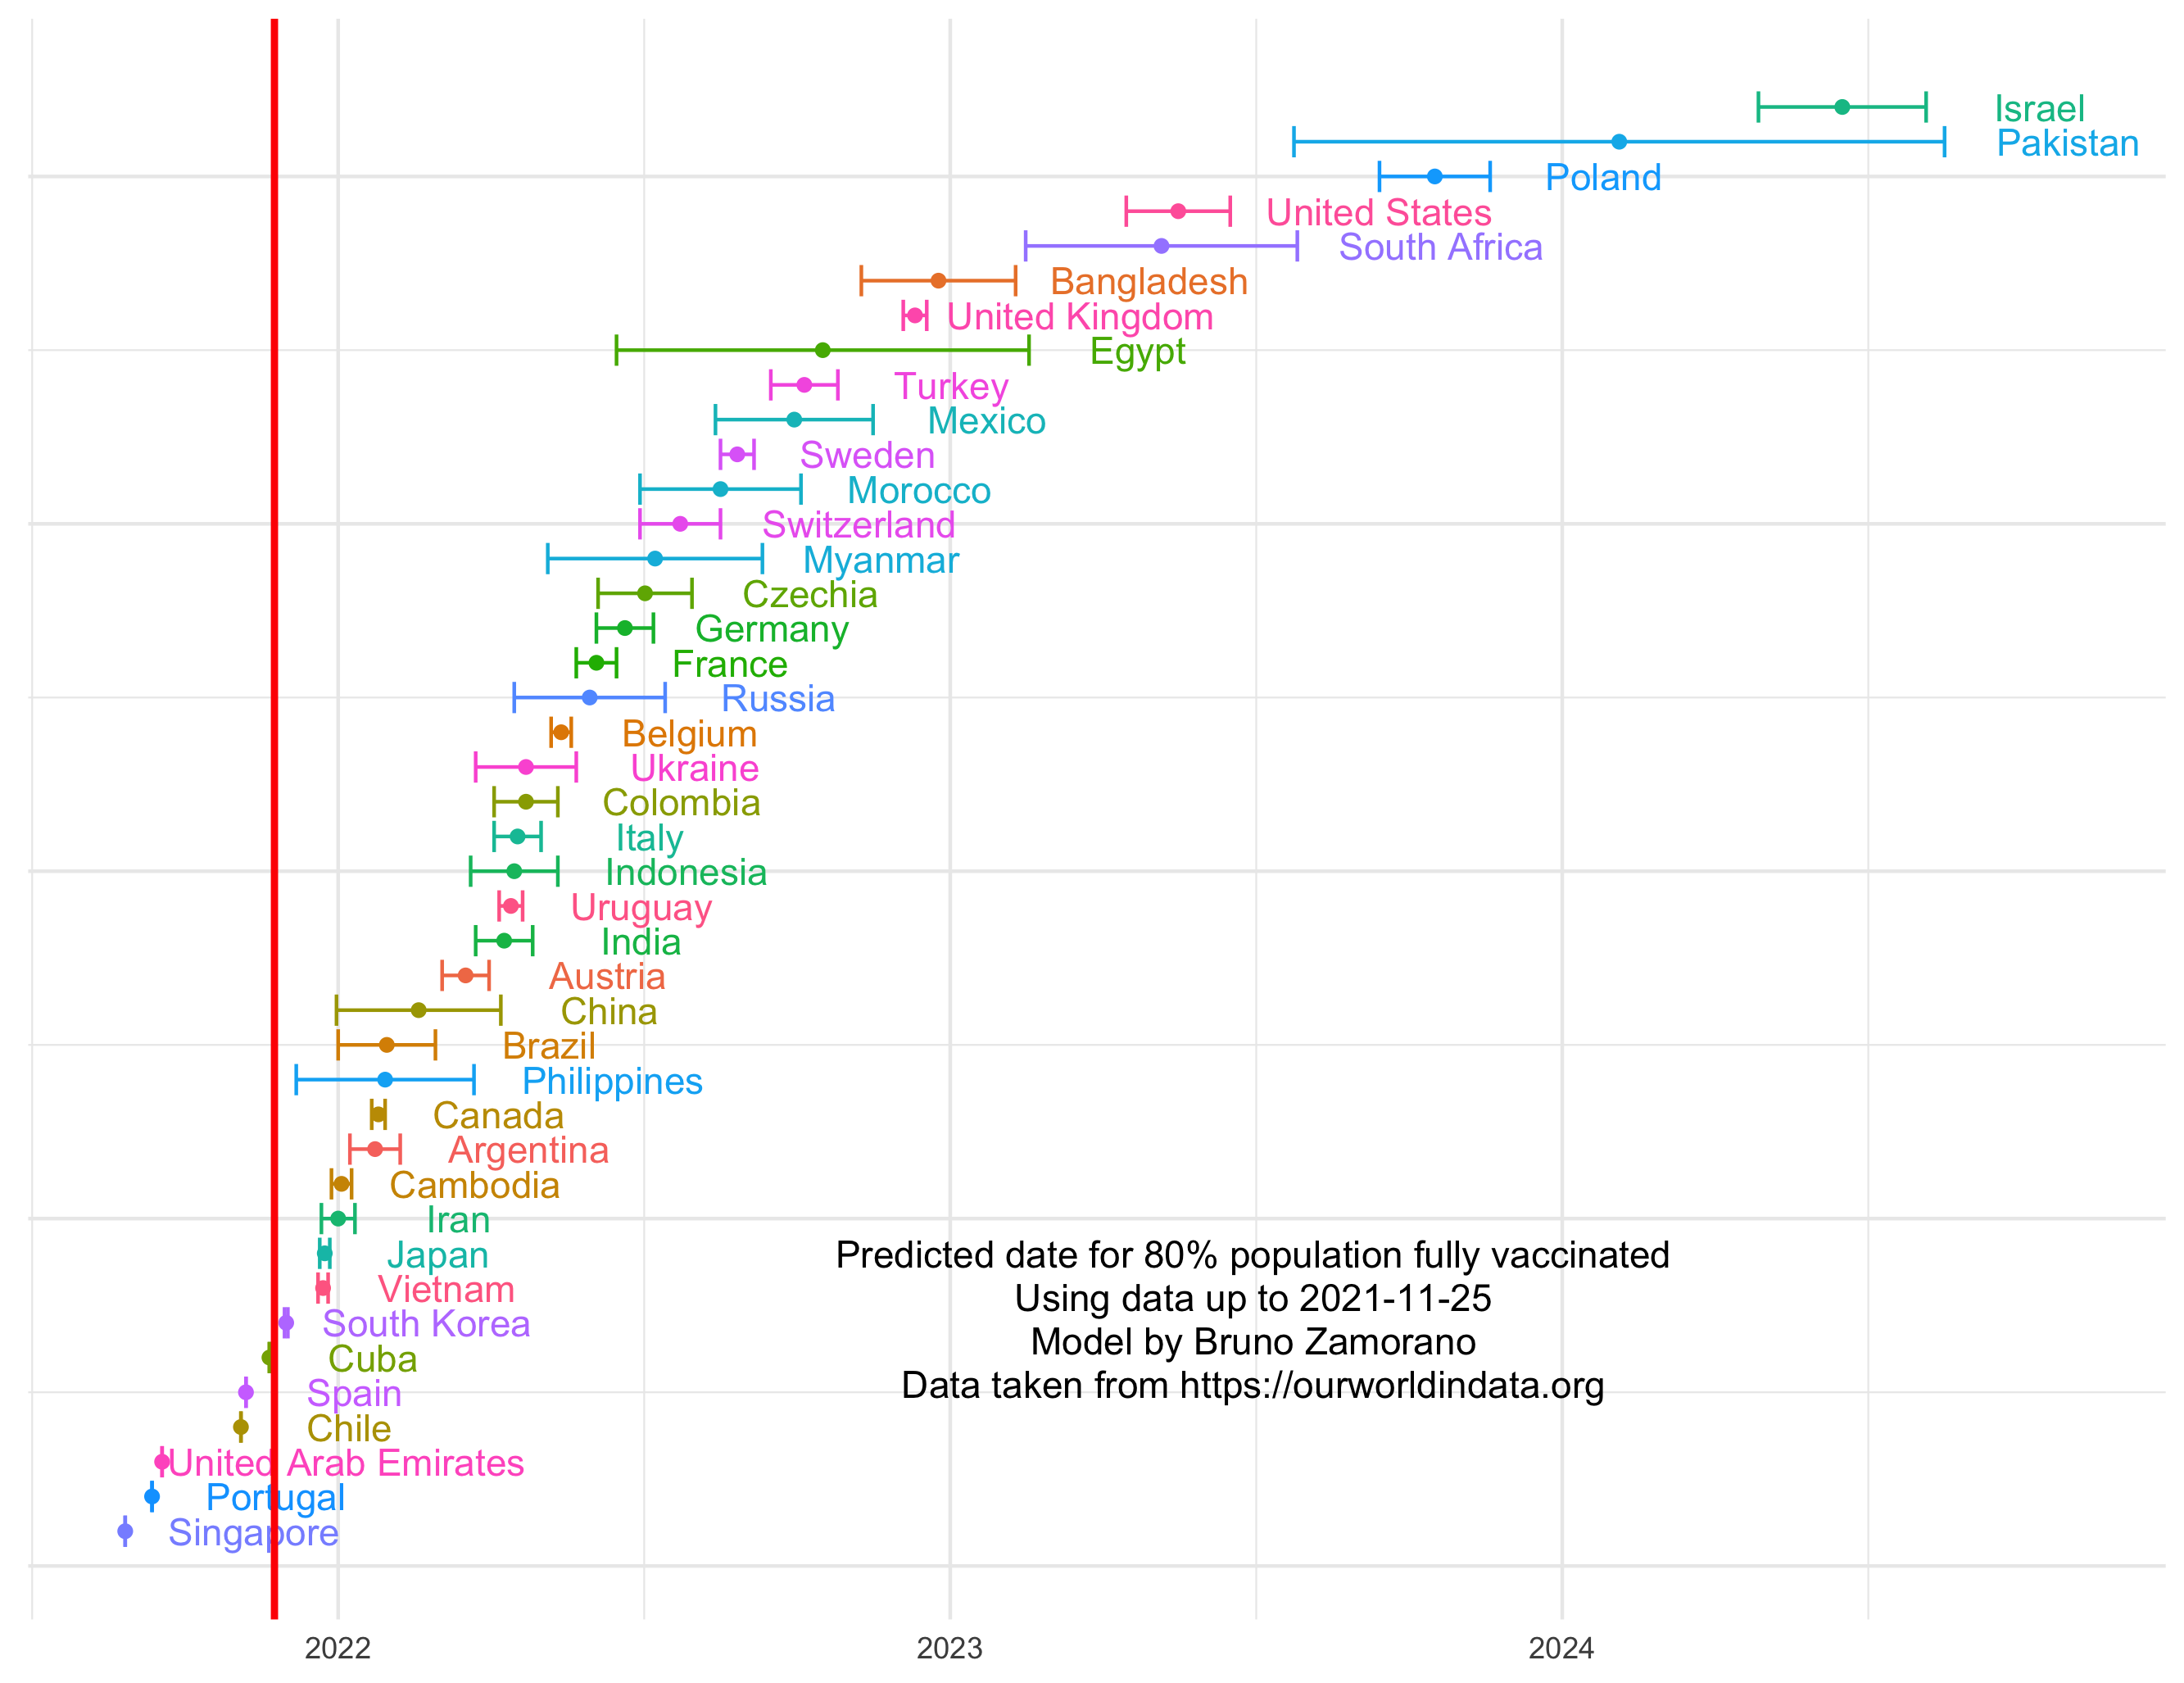 Israel
Pakistan
Poland
United States
South Africa
Bangladesh
United Kingdom
Egypt
Turkey
Mexico
Sweden
Morocco
Switzerland
Myanmar
Czechia
Germany
France
Russia
Belgium
Ukraine
Colombia
Italy
Indonesia
Uruguay
India
Austria
China
Brazil
Philippines
Canada
Argentina
Cambodia
Iran
Japan
Vietnam
South Korea
Cuba
Spain
Chile
United Arab Emirates
Portugal
Singapore
Predicted date for 80% population fully vaccinated
Using data up to 2021-11-25
Model by Bruno Zamorano
Data taken from https://ourworldindata.org
2022
2023
2024